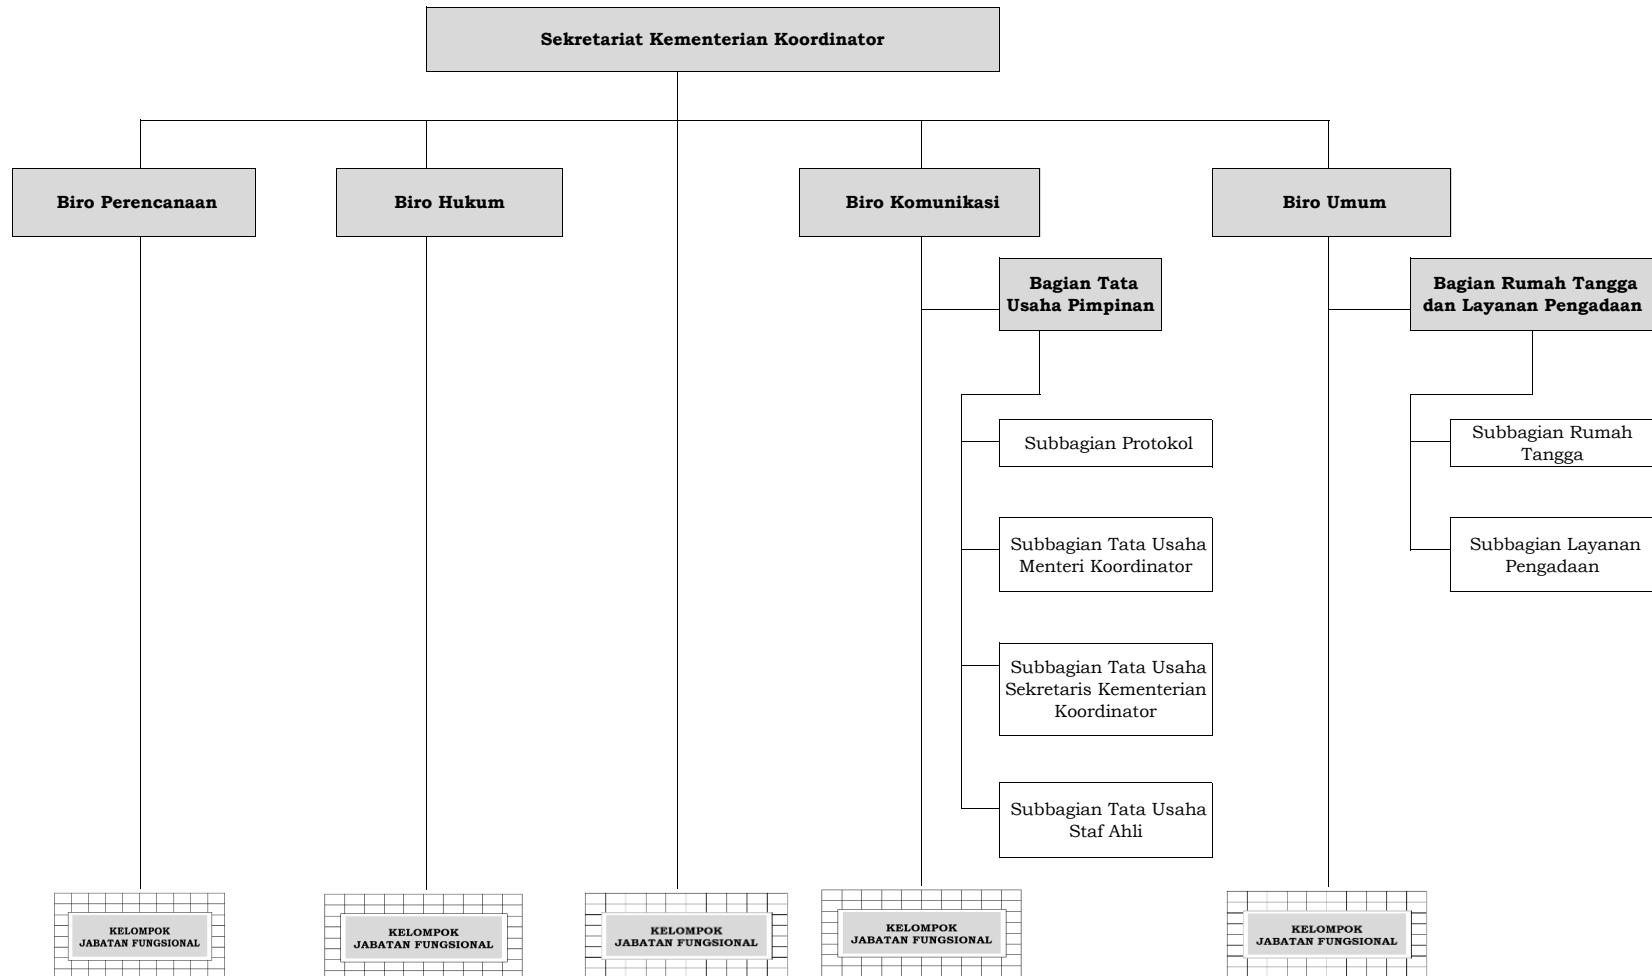 Sekretariat Kementerian Koordinator
Biro Perencanaan
Biro Hukum
Biro Komunikasi
Biro Umum
Bagian Tata
Usaha Pimpinan
Bagian Rumah Tangga
dan Layanan Pengadaan
Subbagian Protokol
Subbagian Rumah
Tangga
Subbagian Tata Usaha
Menteri Koordinator
Subbagian Layanan
Pengadaan
Subbagian Tata Usaha
Sekretaris Kementerian
Koordinator
Subbagian Tata Usaha
Staf Ahli
KELOMPOK
JABATAN FUNGSIONAL
KELOMPOK
JABATAN FUNGSIONAL
KELOMPOK
JABATAN FUNGSIONAL
KELOMPOK
JABATAN FUNGSIONAL
KELOMPOK
JABATAN FUNGSIONAL